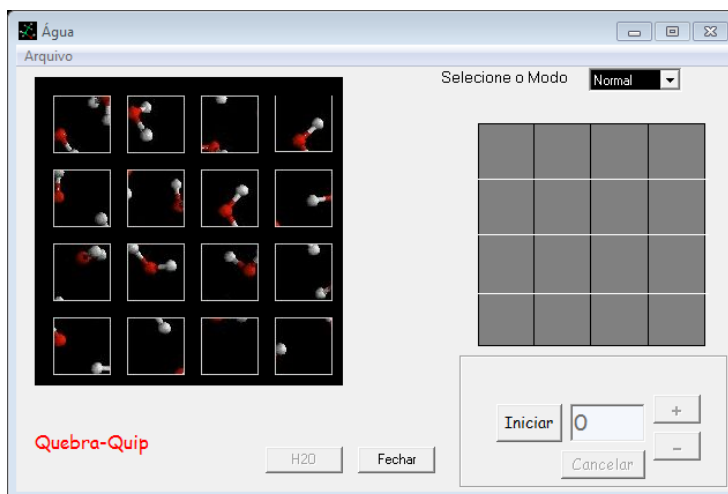 Água
Arquivo
Selecione o Modo
Normal
Iniciar
0
+
-
Cancelar
Quebra-Quip
H2O
Fechar